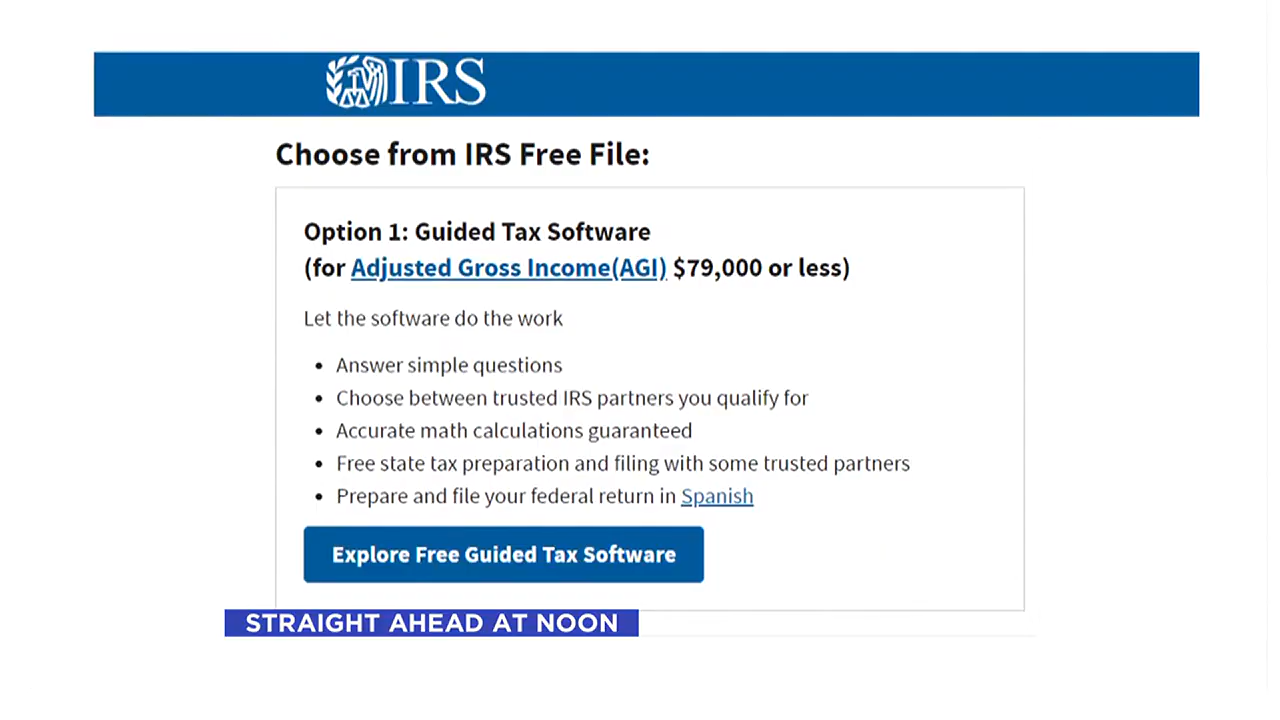 IRS
Choose from IRS Free File:
Option 1: Guided Tax Software
(for Adjusted Gross Income(AGI) $79,000 or less)
Let the software do the work
• Answer simple questions
• Choose between trusted IRS partners you qualify for
• Accurate math calculations guaranteed
• Free state tax preparation and filing with some trusted partners
• Prepare and file your federal return in Spanish
Explore Free Guided Tax Software
STRAIGHT AHEAD AT NOON